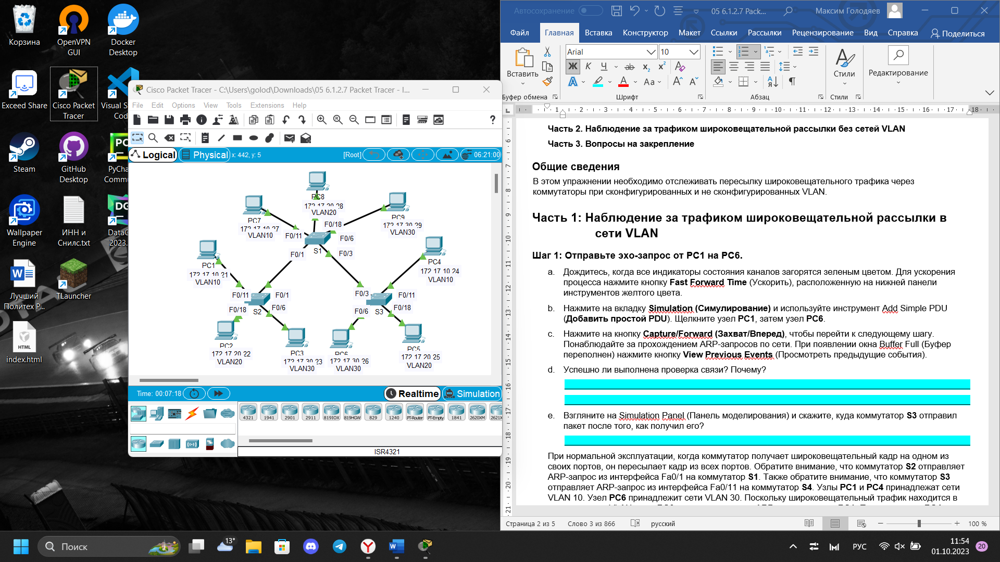 Корзина
OpenVPN GUI
Docker Desktop
Exceed Share
Cisco Packet Tracer
Visual S
Cod
Steam
GitHub Desktop
PyCha
Commu
Wallpaper Engine
ИНН и Снилс.txt
DataG
2023.
Лучший Политех Р...
TLauncher
index.html
Cisco Packet Tracer - C:\Users\golod\Downloads\05 6.1.2.7 Packet Tracer - I...
File Edit Options View Tools Extensions Help
Logical Physical x: 442, y: 5 [Root] 06:21:00
PC8
172.17.20.28
VLAN20
PC7
172.17.10.27
VLAN10
PC9
172.17.30.29
VLAN30
F0/18
F0/11
F0/6
S1
F0/1
F0/3
PC1
172.17.10.21
VLAN10
PC4
172.17.10.24
VLAN10
F0/11
F0/1
F0/3
F0/11
F0/18
F0/6
S2
F0/6
S3
F0/18
PC2
172.17.20.22
VLAN20
PC3
172.17.30.23
VLAN30
PC6
172.17.30.26
VLAN30
PC5
172.17.20.25
VLAN20
Time: 00:07:18
Realtime Simulation
4321 1941 2901 2911 819IOX 819HGW 829 1240 PT-Router PT-Empty 1841 2620XM 2621X
ISR4321
Автосохранение 05 6.1.2.7 Pack... Максим Голодяев
Файл Главная Вставка Конструктор Макет Ссылки Рассылки Рецензирование Вид Справка Поделиться
Вставить
Arial 10
Ж К Ч ab x₂ x²
A A Aa A A
Стили
Редактирование
Буфер обмена Шрифт Абзац Стили
1 2 3 4 5 6 7 8 9 10 11 12 13 14 15 16 17 18
6 7 8 9 10 11 12 13 14 15 16 17 18 19 20 21
Часть 2. Наблюдение за трафиком широковещательной рассылки без сетей VLAN
Часть 3. Вопросы на закрепление
Общие сведения
В этом упражнении необходимо отслеживать пересылку широковещательного трафика через
коммутаторы при сконфигурированных и не сконфигурированных VLAN.
Часть 1: Наблюдение за трафиком широковещательной рассылки в
сети VLAN
Шаг 1: Отправьте эхо-запрос от PC1 на PC6.
a. Дождитесь, когда все индикаторы состояния каналов загорятся зеленым цветом. Для ускорения
процесса нажмите кнопку Fast Forward Time (Ускорить), расположенную на нижней панели
инструментов желтого цвета.
b. Нажмите на вкладку Simulation (Симулирование) и используйте инструмент Add Simple PDU
(Добавить простой PDU). Щелкните узел PC1, затем узел PC6.
c. Нажмите на кнопку Capture/Forward (Захват/Вперед), чтобы перейти к следующему шагу.
Понаблюдайте за прохождением ARP-запросов по сети. При появлении окна Buffer Full (Буфер
переполнен) нажмите кнопку View Previous Events (Просмотреть предыдущие события).
d. Успешно ли выполнена проверка связи? Почему?
e. Взгляните на Simulation Panel (Панель моделирования) и скажите, куда коммутатор S3 отправил
пакет после того, как получил его?
При нормальной эксплуатации, когда коммутатор получает широковещательный кадр на одном из
своих портов, он пересылает кадр из всех портов. Обратите внимание, что коммутатор S2 отправляет
ARP-запрос из интерфейса Fa0/1 на коммутатор S1. Также обратите внимание, что коммутатор S3
отправляет ARP-запрос из интерфейса Fa0/11 на коммутатор S4. Узлы PC1 и PC4 принадлежат сети
VLAN 10. Узел PC6 принадлежит сети VLAN 30. Поскольку широковещательный трафик находится в
Страница 2 из 5 Слово 3 из 866 русский 100 %
Поиск
13°
РУС
11:54
01.10.2023
20